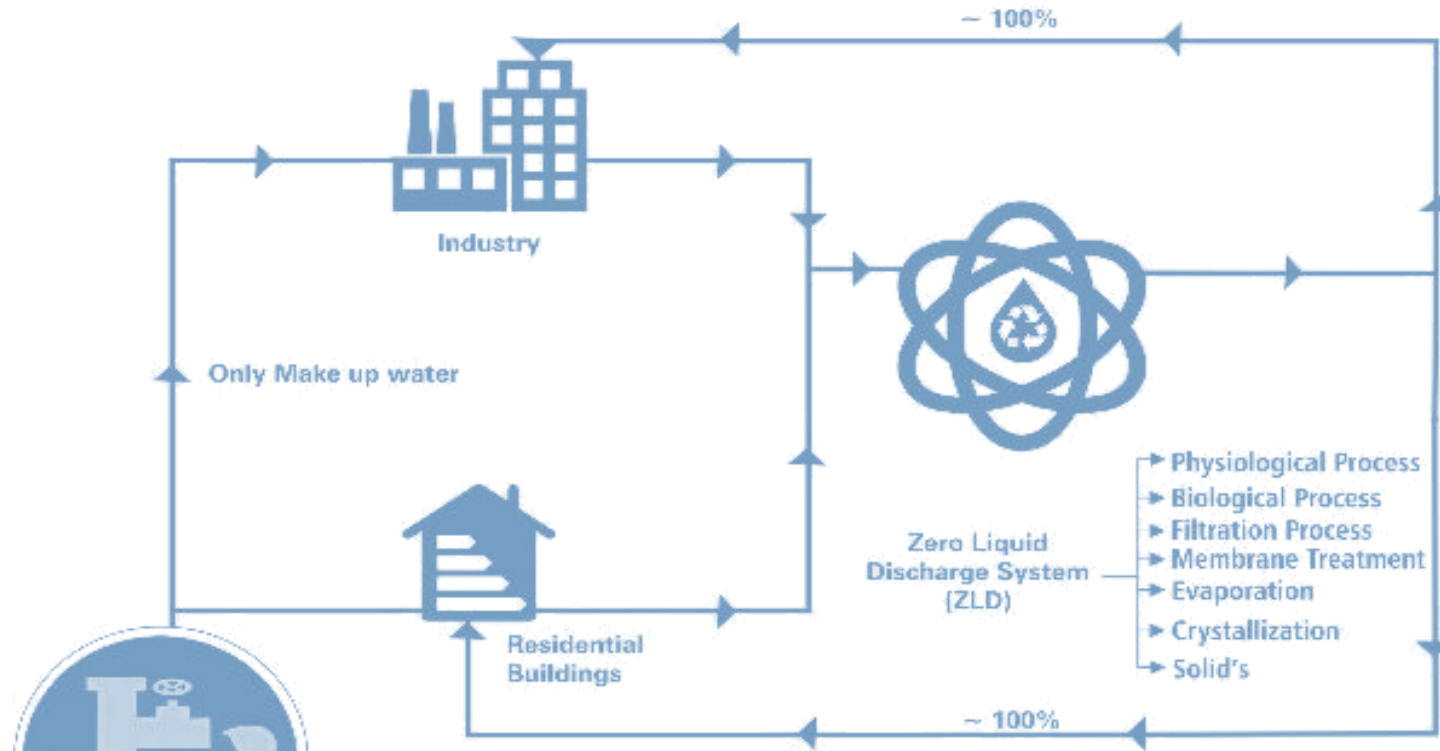 ~ 100%
Industry
Only Make up water
Residential
Buildings
Zero Liquid
Discharge System
(ZLD)
Physiological Process
Biological Process
Filtration Process
Membrane Treatment
Evaporation
Crystallization
Solid's
~ 100%